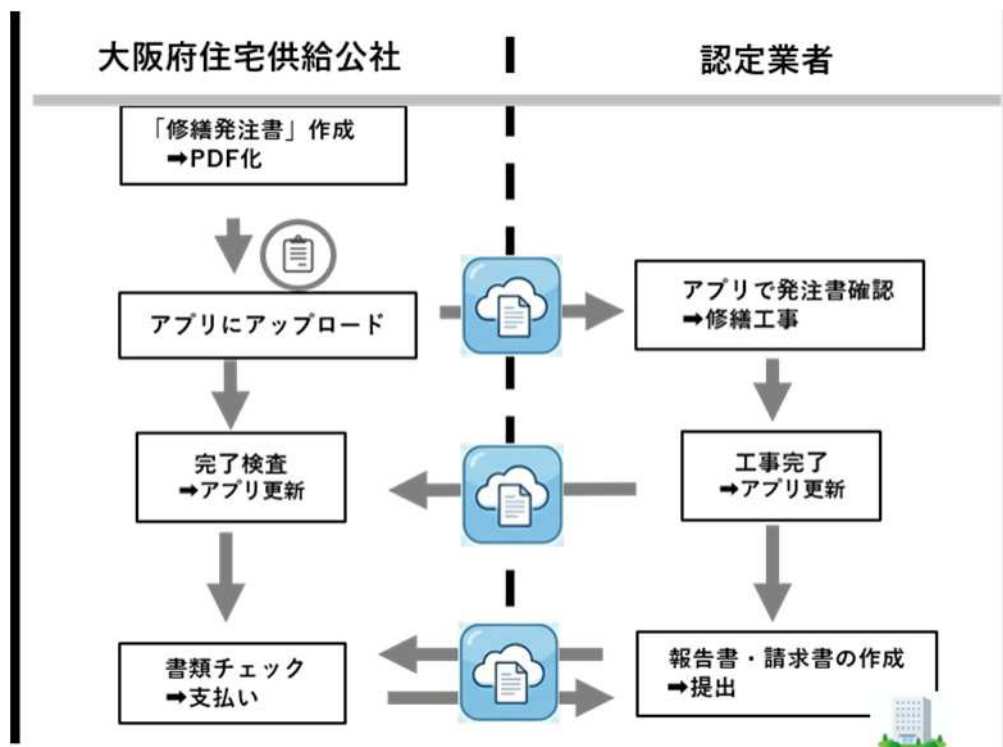 大阪府住宅供給公社
認定業者
「修繕発注書」作成
➡PDF化
アプリにアップロード
アプリで発注書確認
➡修繕工事
完了検査
➡アプリ更新
工事完了
➡アプリ更新
書類チェック
➡支払い
報告書・請求書の作成
➡提出